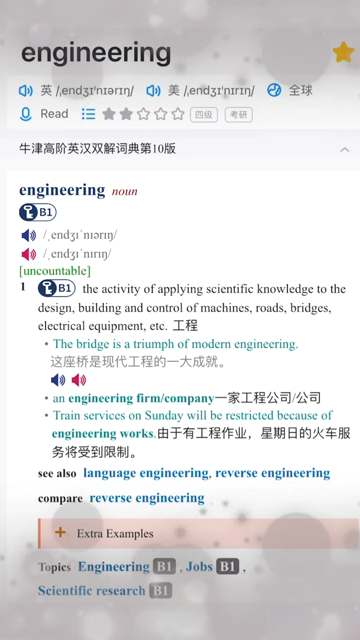 engineering
英 /ˌendʒɪˈnɪərɪŋ/ 美 /ˌendʒɪˈnɪrɪŋ/ 全球
Read 四级 考研
牛津高阶英汉双解词典第10版
engineering noun
B1
/ˌendʒɪˈnɪərɪŋ/
/ˌendʒɪˈnɪrɪŋ/
[uncountable]
1 B1 the activity of applying scientific knowledge to the
design, building and control of machines, roads, bridges,
electrical equipment, etc. 工程
• The bridge is a triumph of modern engineering.
这座桥是现代工程的一大成就。
• an engineering firm/company一家工程公司/公司
• Train services on Sunday will be restricted because of
engineering works.由于有工程作业，星期日的火车服
务将受到限制。
see also language engineering, reverse engineering
compare reverse engineering
+ Extra Examples
Topics Engineering B1 , Jobs B1 ,
Scientific research B1